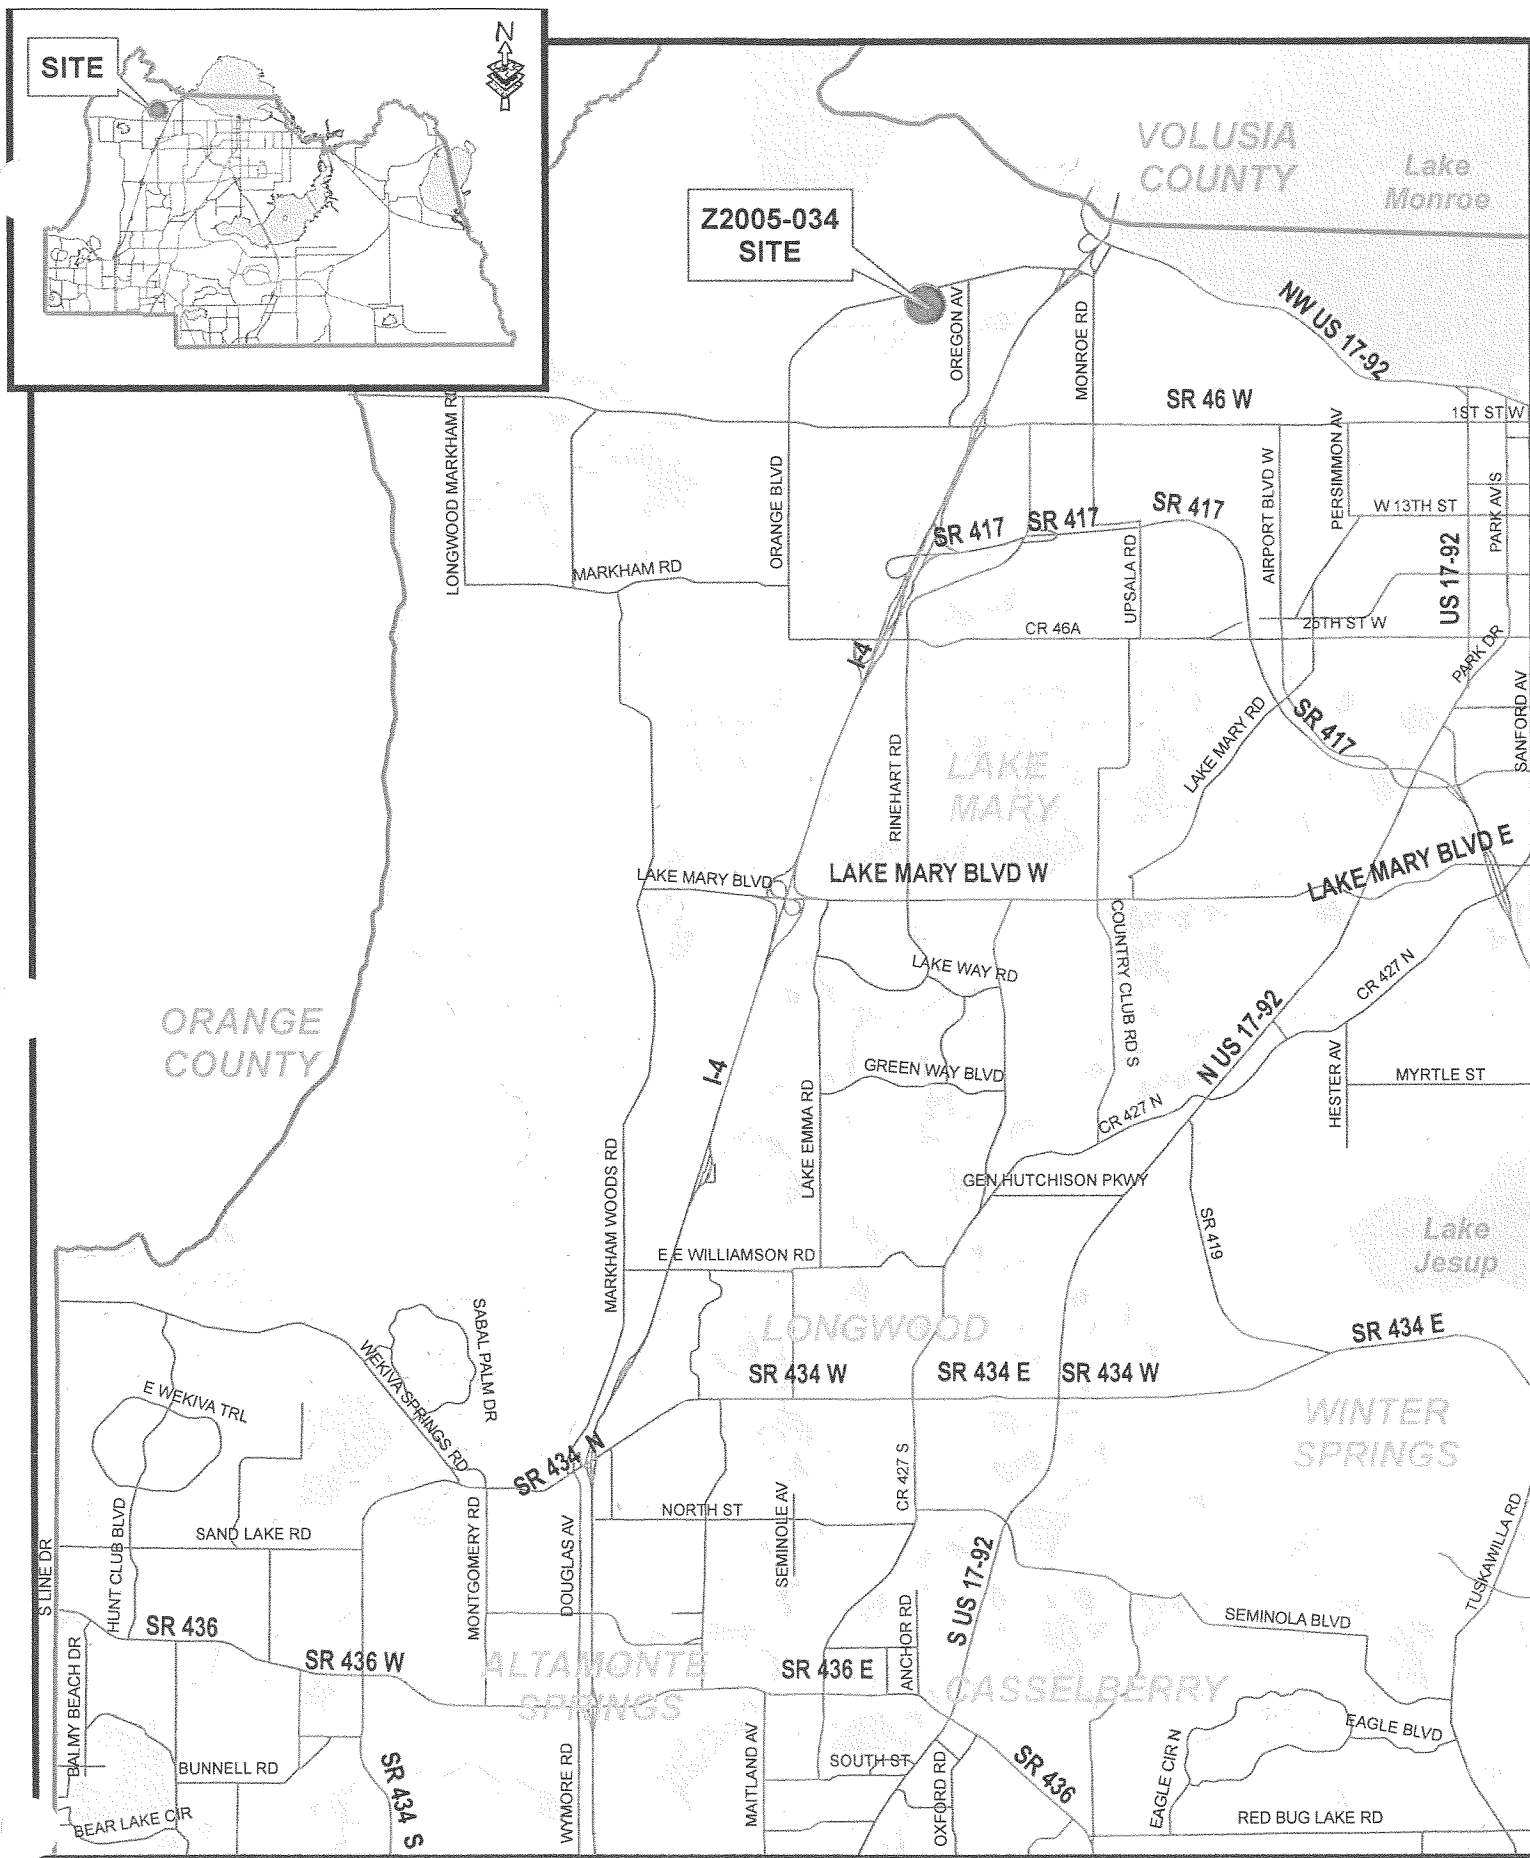 N
SITE
VOLUSIA
COUNTY
Lake
Monroe
Z2005-034
SITE
OREGON AV
MONROE RD
NW US 17-92
SR 46 W
1ST ST W
LONGWOOD MARKHAM RD
ORANGE BLVD
AIRPORT BLVD W
PERSIMMON AV
W 13TH ST
PARK AV S
SR 417
SR 417
SR 417
MARKHAM RD
UPSALA RD
US 17-92
CR 46A
25TH ST W
I-4
PARK DR
SANFORD AV
LAKE MARY RD
SR 417
RINEHART RD
LAKE
MARY
LAKE MARY BLVD
LAKE MARY BLVD W
LAKE MARY BLVD E
COUNTRY CLUB RD S
LAKE WAY RD
CR 427 N
ORANGE
COUNTY
N US 17-92
I-4
GREEN WAY BLVD
HESTER AV
MYRTLE ST
LAKE EMMA RD
CR 427 N
MARKHAM WOODS RD
GEN HUTCHISON PKWY
SR 419
Lake
Jesup
E E WILLIAMSON RD
SABAL PALM DR
LONGWOOD
SR 434 E
WEKIVA SPRINGS RD
SR 434 W
SR 434 E
SR 434 W
E WEKIVA TRL
WINTER
SPRINGS
SR 434 N
CR 427 S
HUNT CLUB BLVD
SAND LAKE RD
MONTGOMERY RD
DOUGLAS AV
NORTH ST
SEMINOLE AV
S US 17-92
TUSKAWILLA RD
S LINE DR
SR 436
ANCHOR RD
SEMINOLA BLVD
BALMY BEACH DR
SR 436 W
ALTAMONTE
SPRINGS
SR 436 E
CASSELBERRY
EAGLE BLVD
EAGLE CIR N
BUNNELL RD
SR 434 S
WYMORE RD
MAITLAND AV
SOUTH ST
OXFORD RD
SR 436
BEAR LAKE CIR
RED BUG LAKE RD